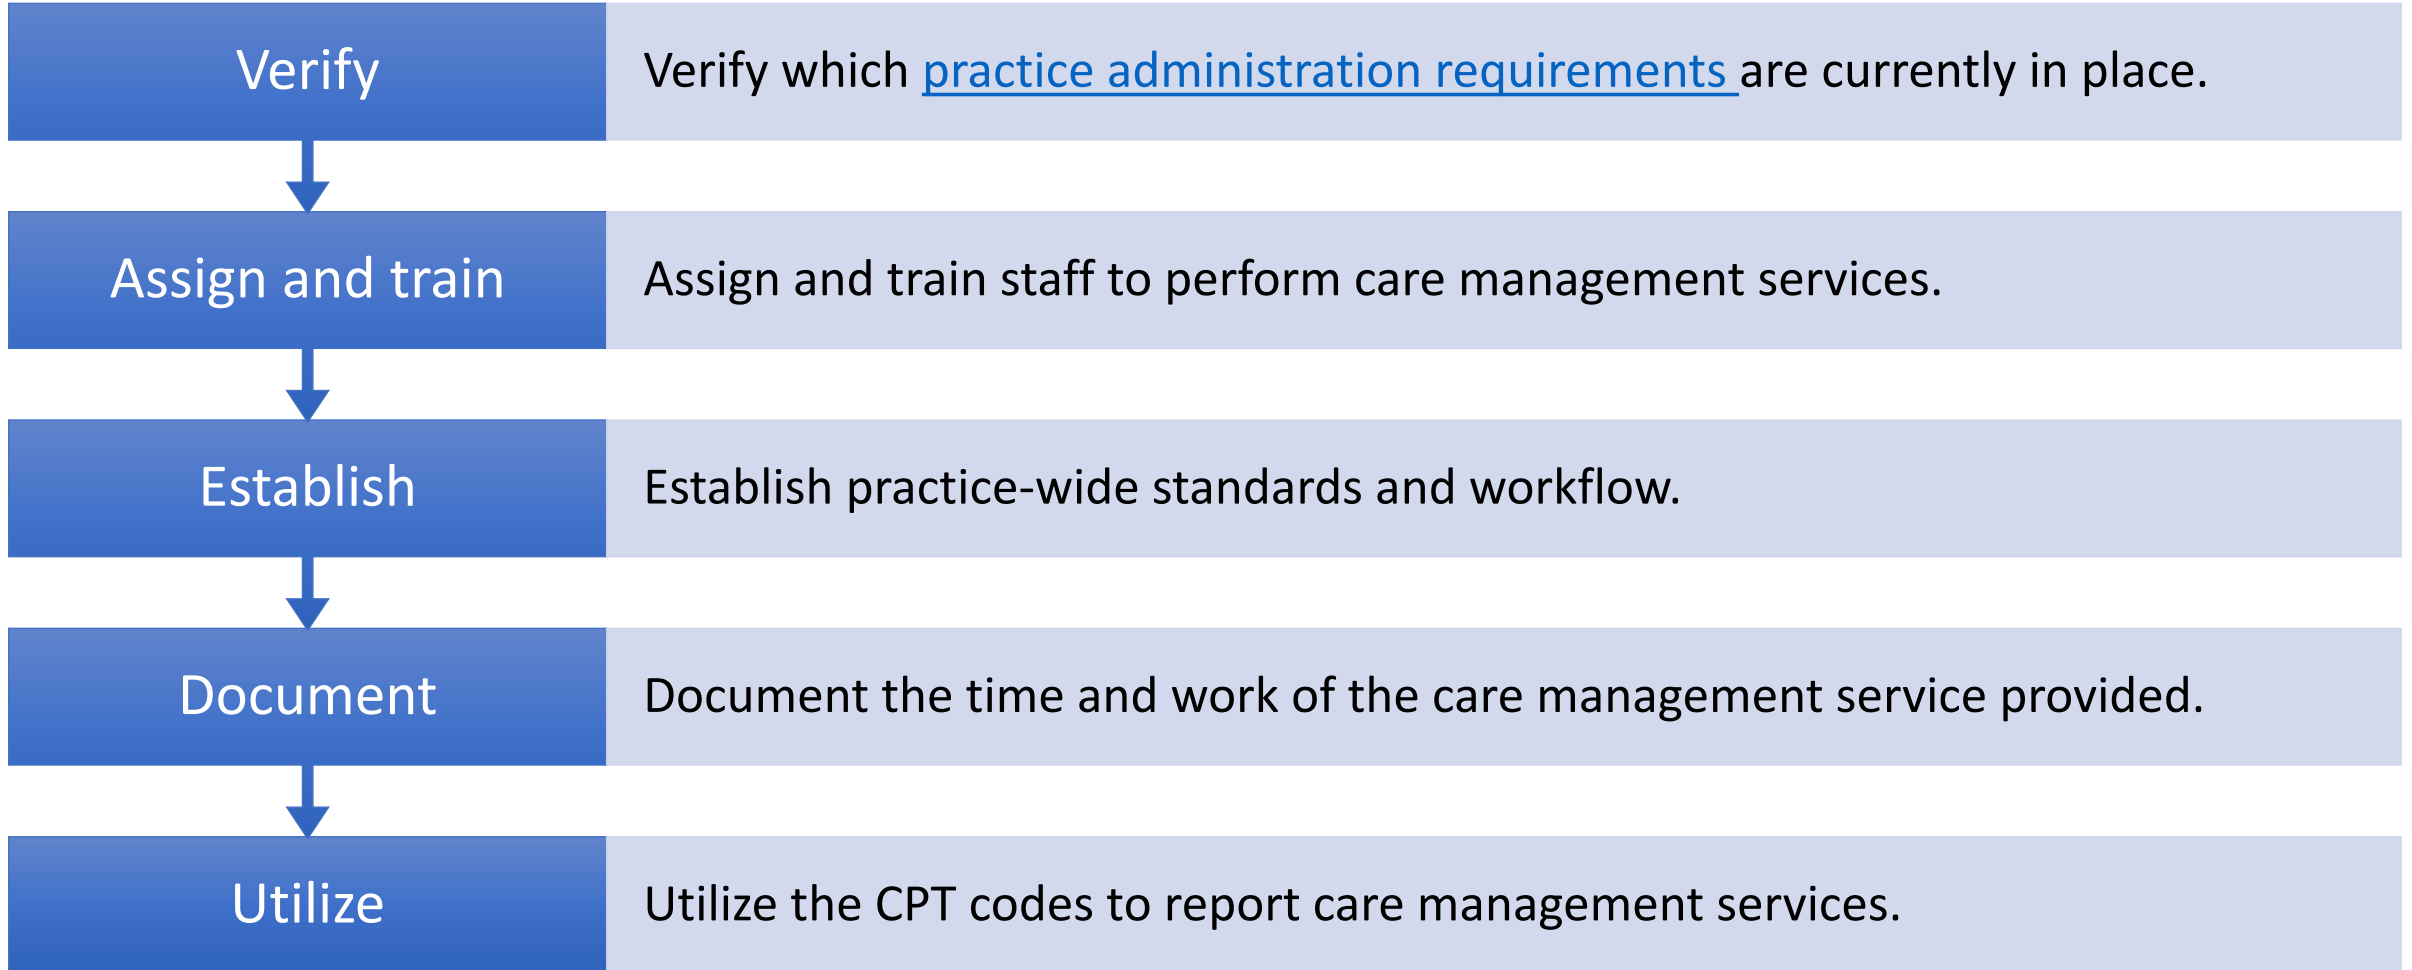 Verify
Verify which practice administration requirements are currently in place.
Assign and train
Assign and train staff to perform care management services.
Establish
Establish practice-wide standards and workflow.
Document
Document the time and work of the care management service provided.
Utilize
Utilize the CPT codes to report care management services.